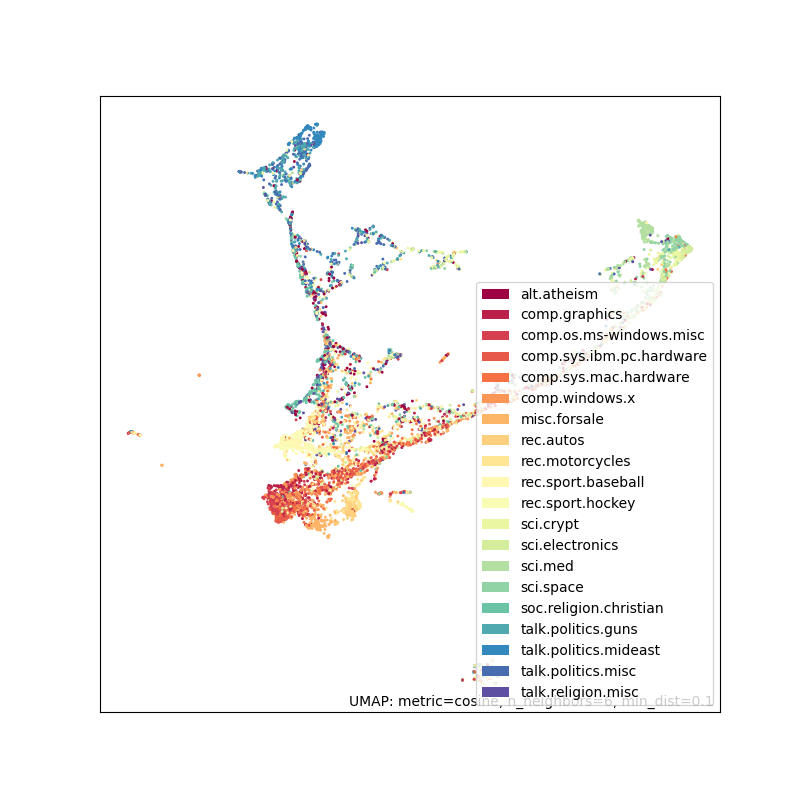 alt.atheism
comp.graphics
comp.os.ms-windows.misc
comp.sys.ibm.pc.hardware
comp.sys.mac.hardware
comp.windows.x
misc.forsale
rec.autos
rec.motorcycles
rec.sport.baseball
rec.sport.hockey
sci.crypt
sci.electronics
sci.med
sci.space
soc.religion.christian
talk.politics.guns
talk.politics.mideast
talk.politics.misc
talk.religion.misc
UMAP: metric=cosine, n_neighbors=6, min_dist=0.1